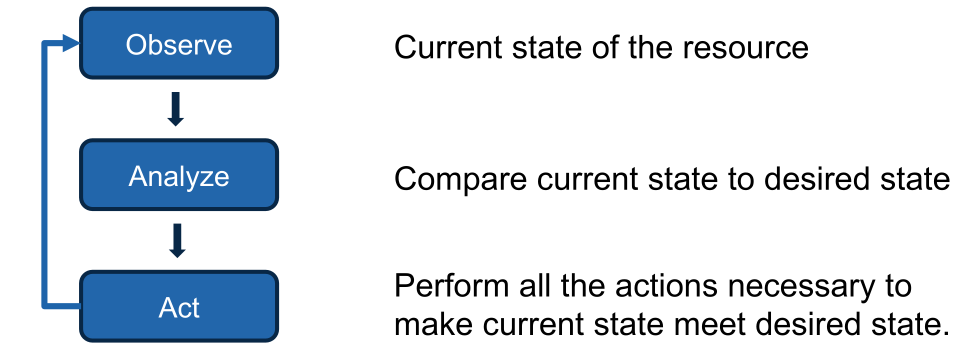 Observe
Current state of the resource
Analyze
Compare current state to desired state
Act
Perform all the actions necessary to
make current state meet desired state.